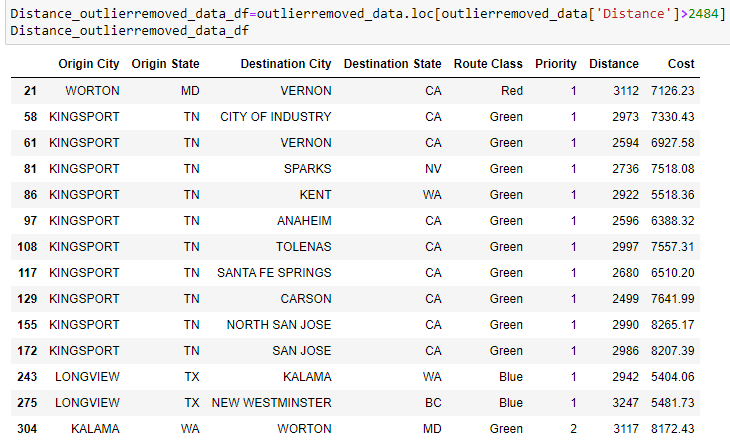 Distance_outlierremoved_data_df=outlierremoved_data.loc[outlierremoved_data['Distance']>2484]
Distance_outlierremoved_data_df
Origin City Origin State Destination City Destination State Route Class Priority Distance Cost
21 WORTON MD VERNON CA Red 1 3112 7126.23
58 KINGSPORT TN CITY OF INDUSTRY CA Green 1 2973 7330.43
61 KINGSPORT TN VERNON CA Green 1 2594 6927.58
81 KINGSPORT TN SPARKS NV Green 1 2736 7518.08
86 KINGSPORT TN KENT WA Green 1 2922 5518.36
97 KINGSPORT TN ANAHEIM CA Green 1 2596 6388.32
108 KINGSPORT TN TOLENAS CA Green 1 2997 7557.31
117 KINGSPORT TN SANTA FE SPRINGS CA Green 1 2680 6510.20
129 KINGSPORT TN CARSON CA Green 1 2499 7641.99
155 KINGSPORT TN NORTH SAN JOSE CA Green 1 2990 8265.17
172 KINGSPORT TN SAN JOSE CA Green 1 2986 8207.39
243 LONGVIEW TX KALAMA WA Blue 1 2942 5404.06
275 LONGVIEW TX NEW WESTMINSTER BC Blue 1 3247 5481.73
304 KALAMA WA WORTON MD Green 2 3117 8172.43